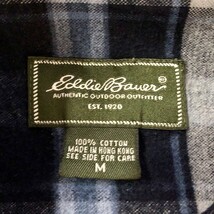 Eddie Bauer®
AUTHENTIC OUTDOOR OUTFITTER
EST. 1920
100% COTTON
MADE IN HONG KONG
SEE SIDE FOR CARE
M